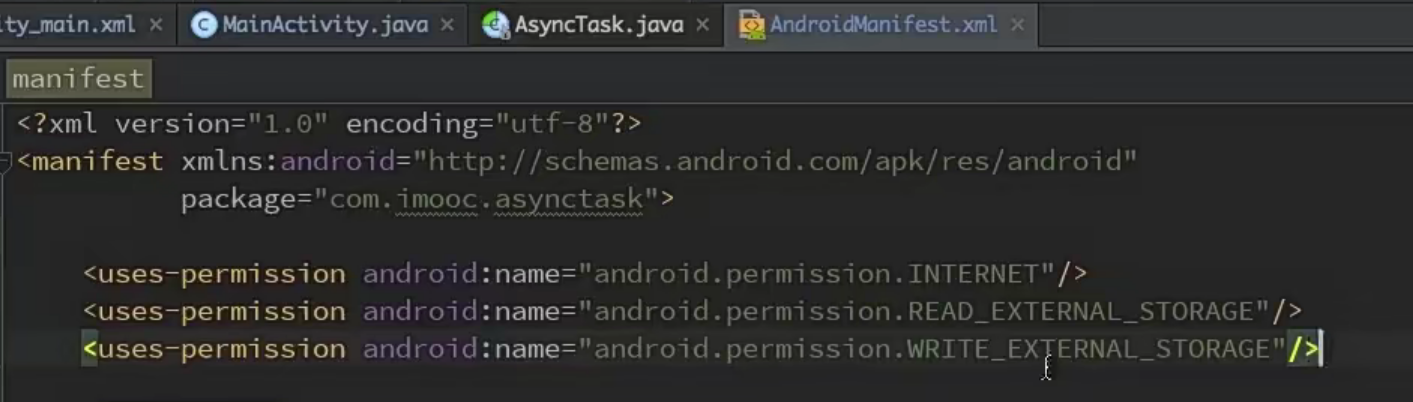 ty_main.xml × MainActivity.java × AsyncTask.java × AndroidManifest.xml ×
manifest
<?xml version="1.0" encoding="utf-8"?>
<manifest xmlns:android="http://schemas.android.com/apk/res/android"
package="com.imooc.asynctask">
<uses-permission android:name="android.permission.INTERNET"/>
<uses-permission android:name="android.permission.READ_EXTERNAL_STORAGE"/>
<uses-permission android:name="android.permission.WRITE_EXTERNAL_STORAGE"/>